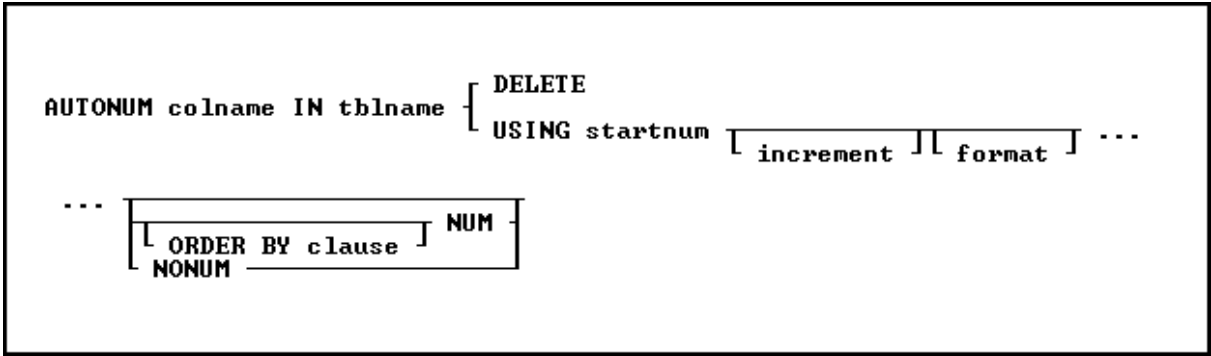 DELETE
AUTONUM colname IN tblname
USING startnum increment format ...
... NUM
ORDER BY clause
NONUM